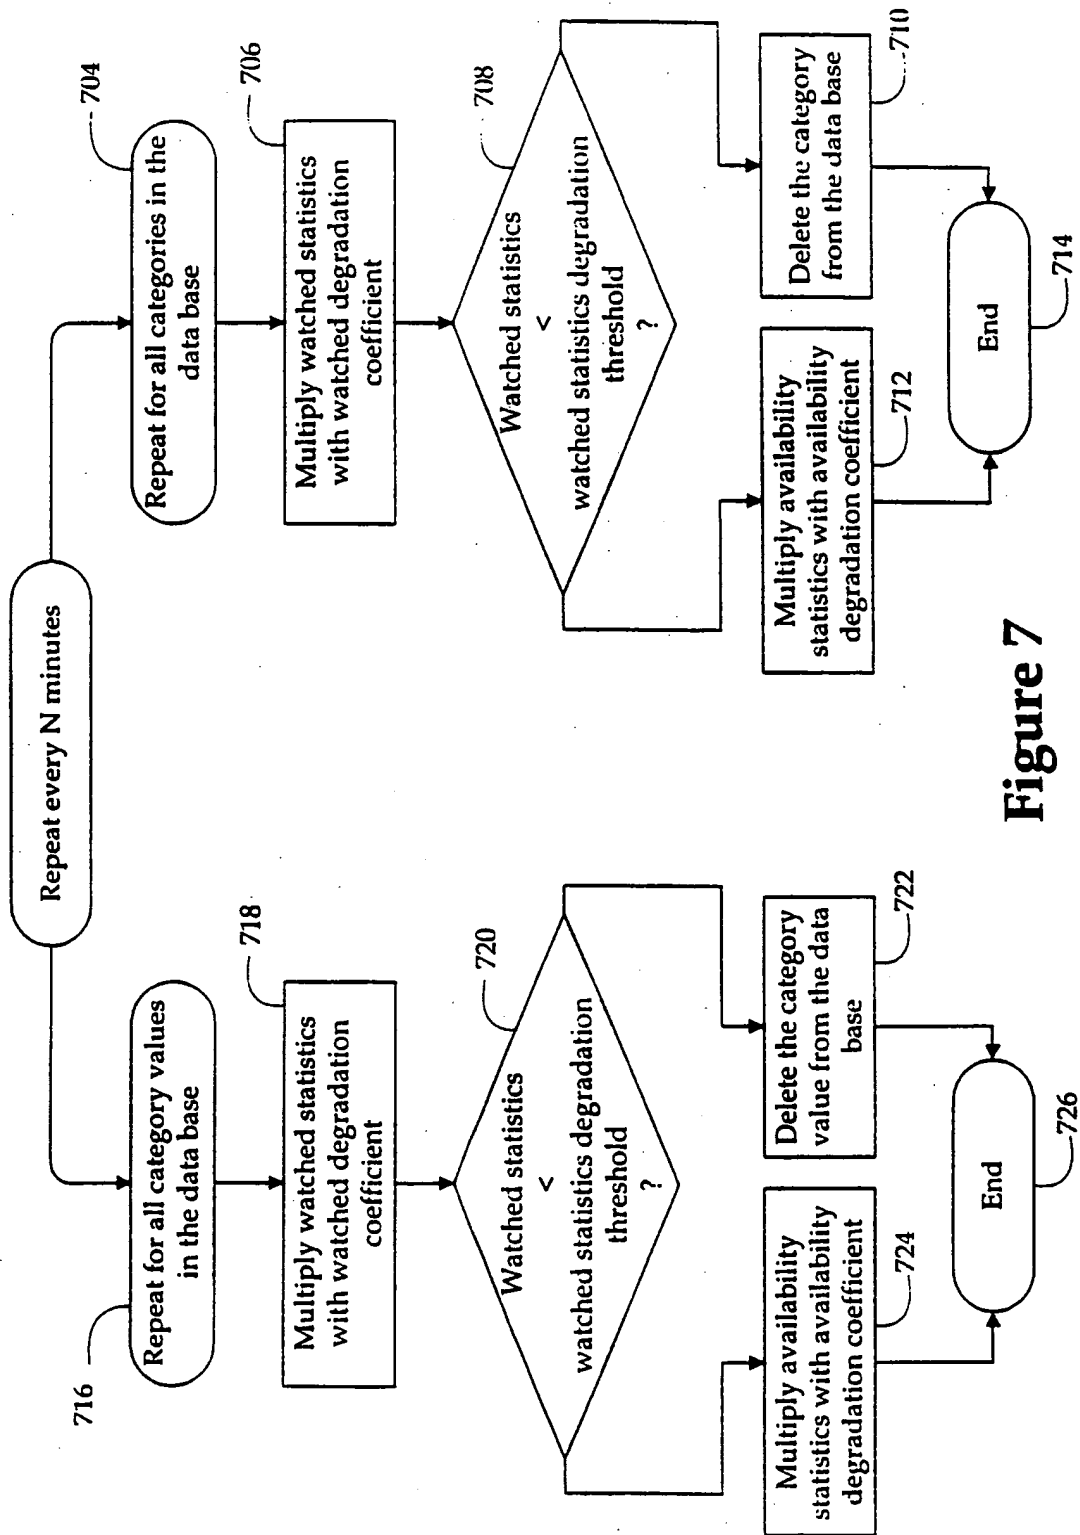 Repeat every N minutes
716
Repeat for all category values
in the data base
718
Multiply watched statistics
with watched degradation
coefficient
720
Watched statistics
<
watched statistics degradation
threshold
?
Multiply availability
statistics with availability
degradation coefficient
724
Delete the category
value from the data
base
722
End
726
704
Repeat for all categories in the
data base
706
Multiply watched statistics
with watched degradation
coefficient
708
Watched statistics
<
watched statistics degradation
threshold
?
Multiply availability
statistics with availability
degradation coefficient
712
Delete the category
from the data base
710
End
714
Figure 7